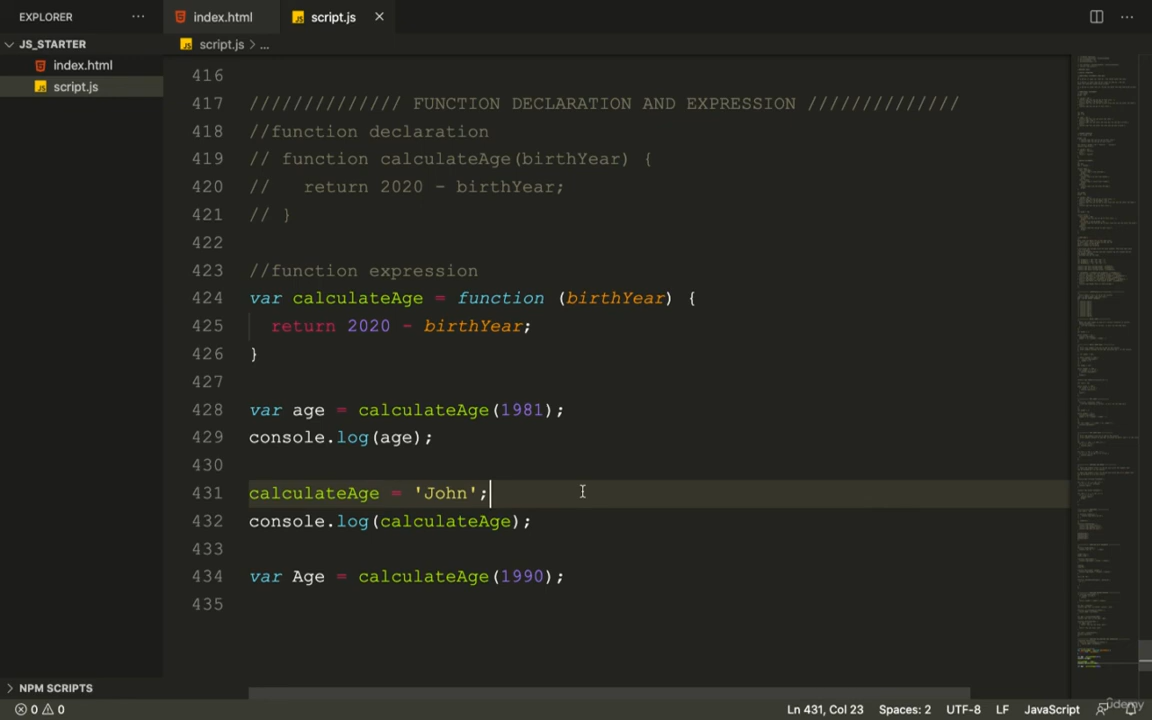 EXPLORER
index.html
script.js
JS_STARTER
script.js > ...
index.html
script.js
416
417 ////////////// FUNCTION DECLARATION AND EXPRESSION //////////////
418 //function declaration
419 // function calculateAge(birthYear) {
420 //   return 2020 - birthYear;
421 // }
422
423 //function expression
424 var calculateAge = function (birthYear) {
425   return 2020 - birthYear;
426 }
427
428 var age = calculateAge(1981);
429 console.log(age);
430
431 calculateAge = 'John';
432 console.log(calculateAge);
433
434 var Age = calculateAge(1990);
435
NPM SCRIPTS
0 0
Ln 431, Col 23
Spaces: 2
UTF-8
LF
JavaScript
Udemy